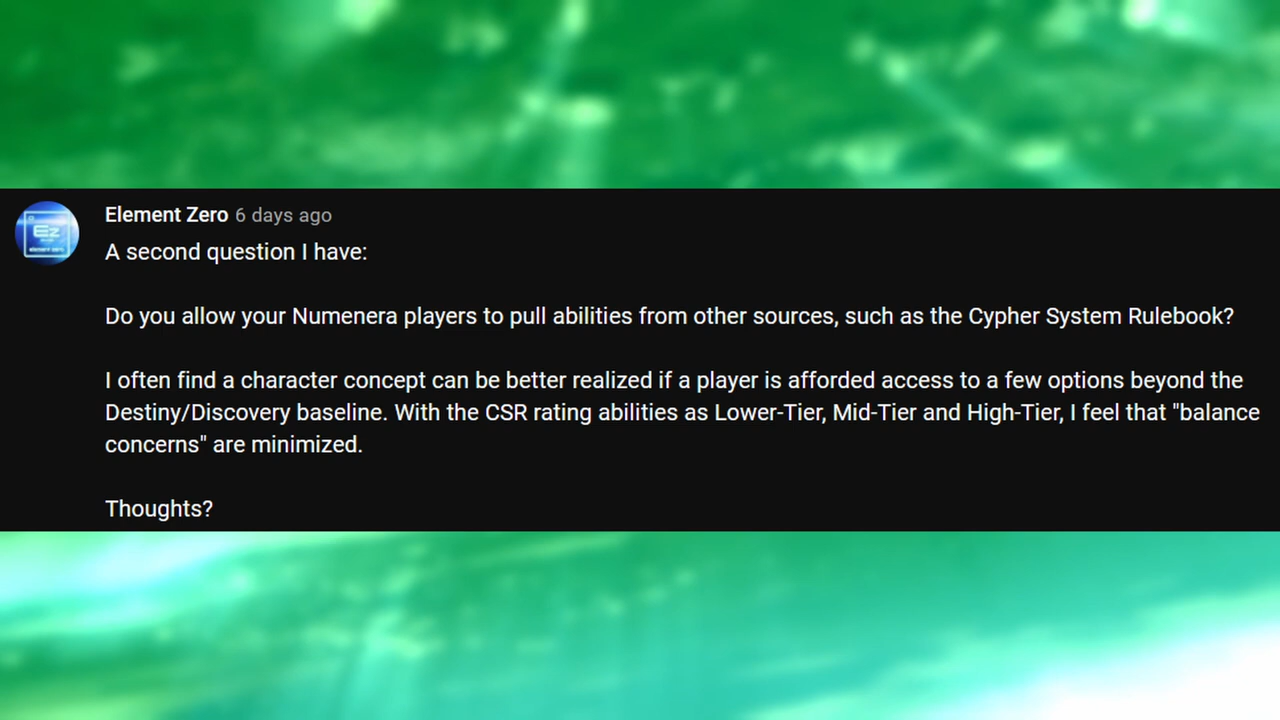 Element Zero 6 days ago
A second question I have:
Do you allow your Numenera players to pull abilities from other sources, such as the Cypher System Rulebook?
I often find a character concept can be better realized if a player is afforded access to a few options beyond the
Destiny/Discovery baseline. With the CSR rating abilities as Lower-Tier, Mid-Tier and High-Tier, I feel that "balance
concerns" are minimized.
Thoughts?
Ez